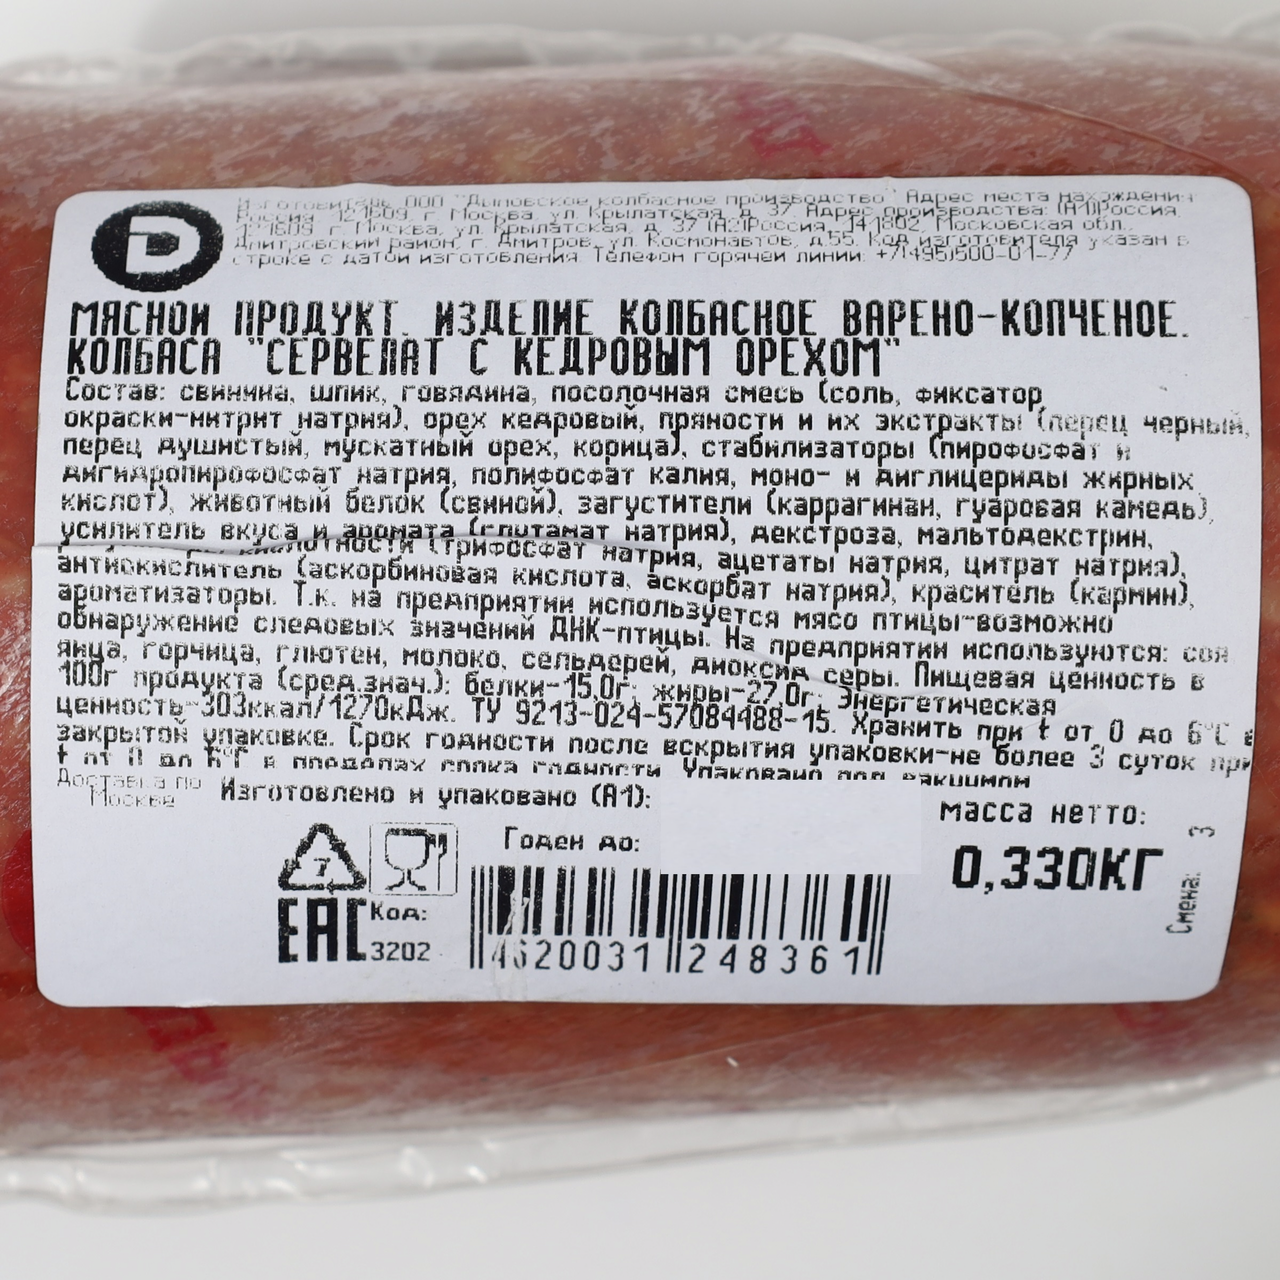 Изготовитель: ООО "Дымовское колбасное производство" Адрес места нахождения
Россия, 121609, г. Москва, ул. Крылатская, д. 37. Адрес производства: (А1)Россия,
121609, г. Москва, ул. Крылатская, д. 37 (А2)Россия, 141802, Московская обл.,
Дмитровский район, г. Дмитров, ул. Космонавтов, д.55. Код изготовителя указан в
строке с датой изготовления. Телефон горячей линии: +7(495)500-01-77
МЯСНОЙ ПРОДУКТ. ИЗДЕЛИЕ КОЛБАСНОЕ ВАРЕНО-КОПЧЕНОЕ.
КОЛБАСА "СЕРВЕЛАТ С КЕДРОВЫМ ОРЕХОМ"
Состав: свинина, шпик, говядина, посолочная смесь (соль, фиксатор
окраски-нитрит натрия), орех кедровый, пряности и их экстракты (перец черный,
перец душистый, мускатный орех, корица), стабилизаторы (пирофосфат и
дигидропирофосфат натрия, полифосфат калия, моно- и диглицериды жирных
кислот), животный белок (свиной), загустители (каррагинан, гуаровая камедь),
усилитель вкуса и аромата (глутамат натрия), декстроза, мальтодекстрин,
кислотности (трифосфат натрия, ацетаты натрия, цитрат натрия),
антиокислитель (аскорбиновая кислота, аскорбат натрия), краситель (кармин),
ароматизаторы. Т.к. на предприятии используется мясо птицы-возможно
обнаружение следовых значений ДНК-птицы. На предприятии используются: соя,
яйца, горчица, глютен, молоко, сельдерей, диоксид серы. Пищевая ценность в
100г продукта (сред.знач.): белки-15,0г; жиры-27,0г; Энергетическая
ценность-303ккал/1270кДж. ТУ 9213-024-57084488-15. Хранить при t от 0 до 6°С в
закрытой упаковке. Срок годности после вскрытия упаковки-не более 3 суток при
t от 0 до 6°С в пределах срока годности. Упаковано под вакуумом
Доставка по
Москве
Изготовлено и упаковано (А1):
Годен до:
масса нетто:
0,330КГ
Смена: 3
7
ЕАС
Код:
3202
4620031 248361